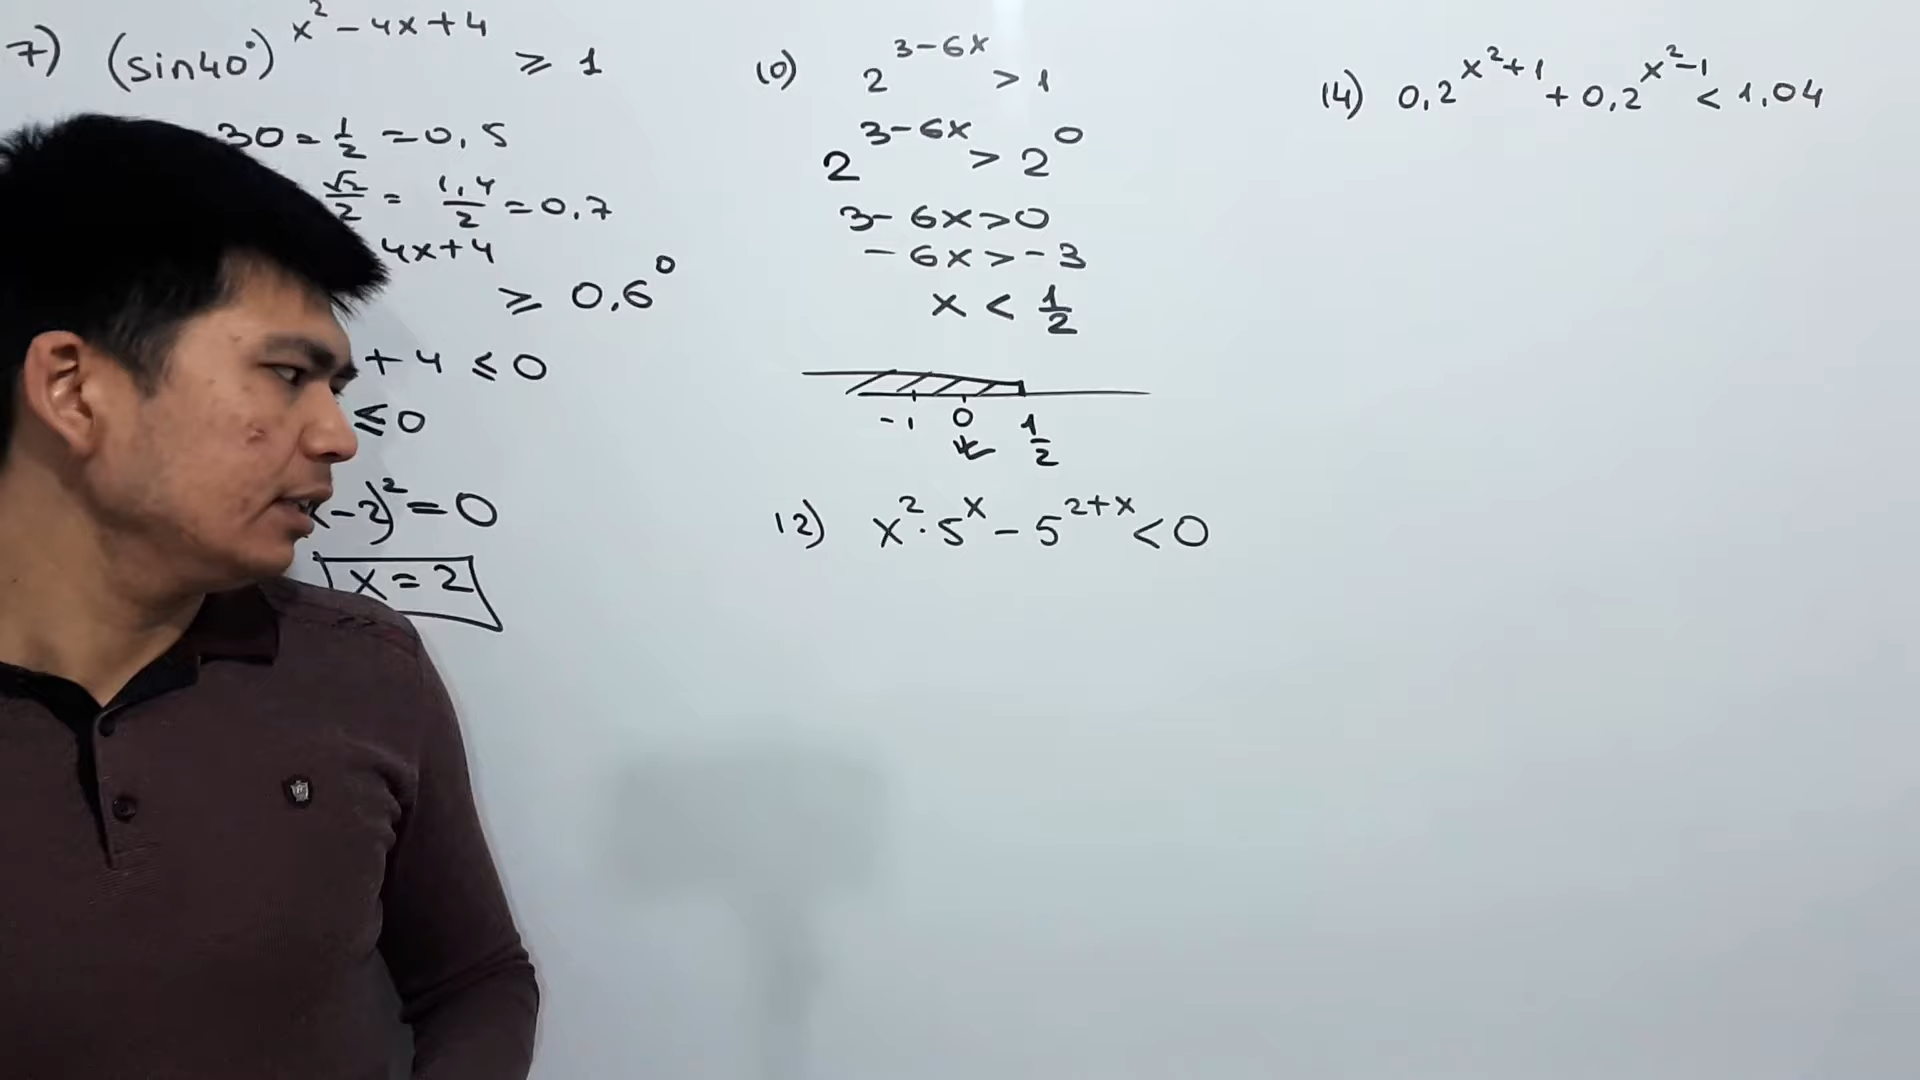 7) (sin40°)^{x²-4x+4} ≥ 1
30 = 1/2 = 0,5
√2/2 = 1,4/2 = 0,7
4x+4
≥ 0,6^0
+ 4 ≤ 0
≤ 0
-2)² = 0
x = 2
10) 2^{3-6x} > 1
2^{3-6x} > 2^0
3 - 6x > 0
- 6x > - 3
x < 1/2
-1 0 1/2
12) x² · 5^x - 5^{2+x} < 0
14) 0,2^{x²+1} + 0,2^{x²-1} < 1,04